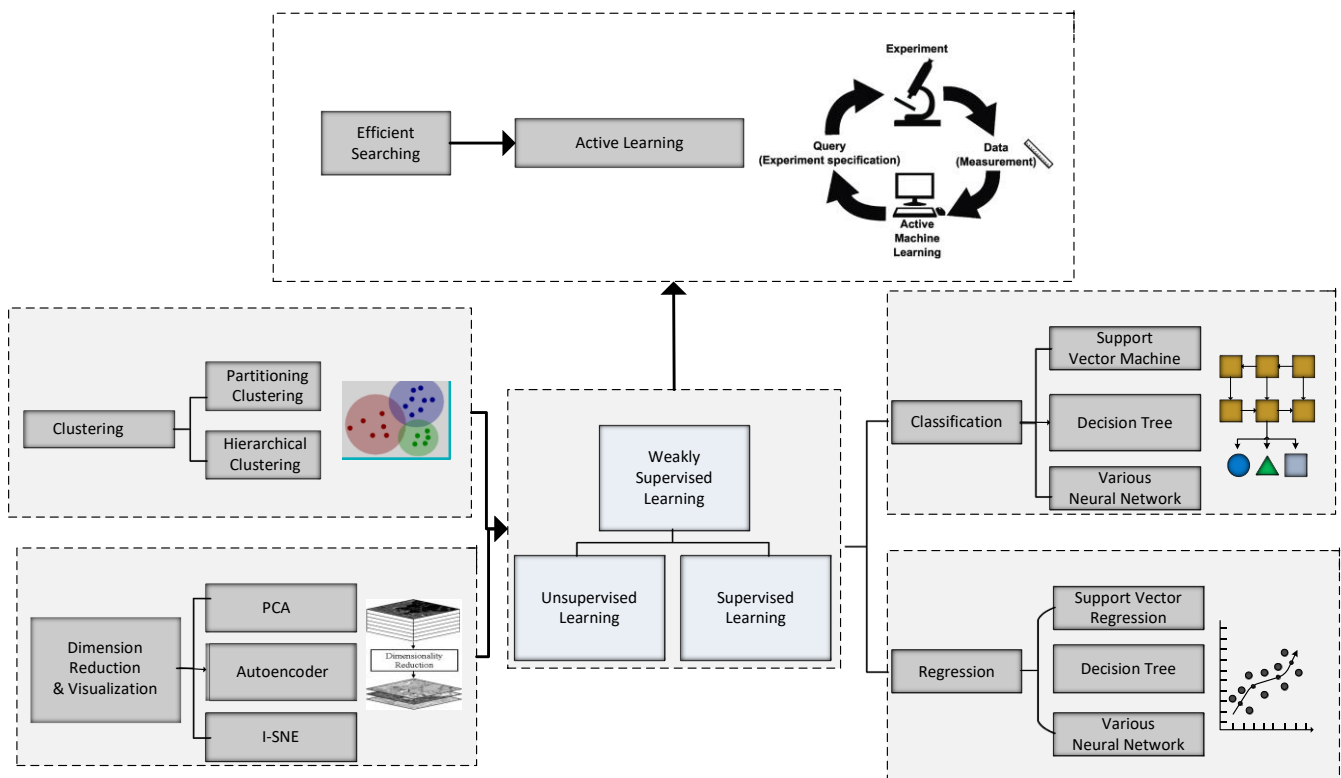 Experiment
Efficient
Searching
Active Learning
Query
(Experiment specification)
Data
(Measurement)
Active
Machine
Learning
Clustering
Partitioning
Clustering
Hierarchical
Clustering
Dimension
Reduction
& Visualization
PCA
Autoencoder
I-SNE
Dimensionality
Reduction
Weakly
Supervised
Learning
Unsupervised
Learning
Supervised
Learning
Classification
Support
Vector Machine
Decision Tree
Various
Neural Network
Regression
Support Vector
Regression
Decision Tree
Various
Neural Network